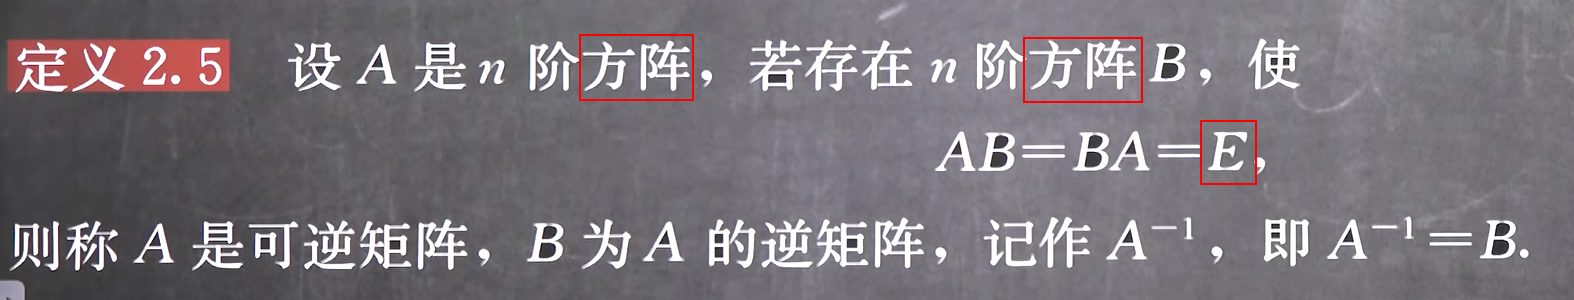 定义 2.5 设 A 是 n 阶方阵，若存在 n 阶方阵 B，使
AB=BA=E,
则称 A 是可逆矩阵，B 为 A 的逆矩阵，记作 A⁻¹，即 A⁻¹=B.